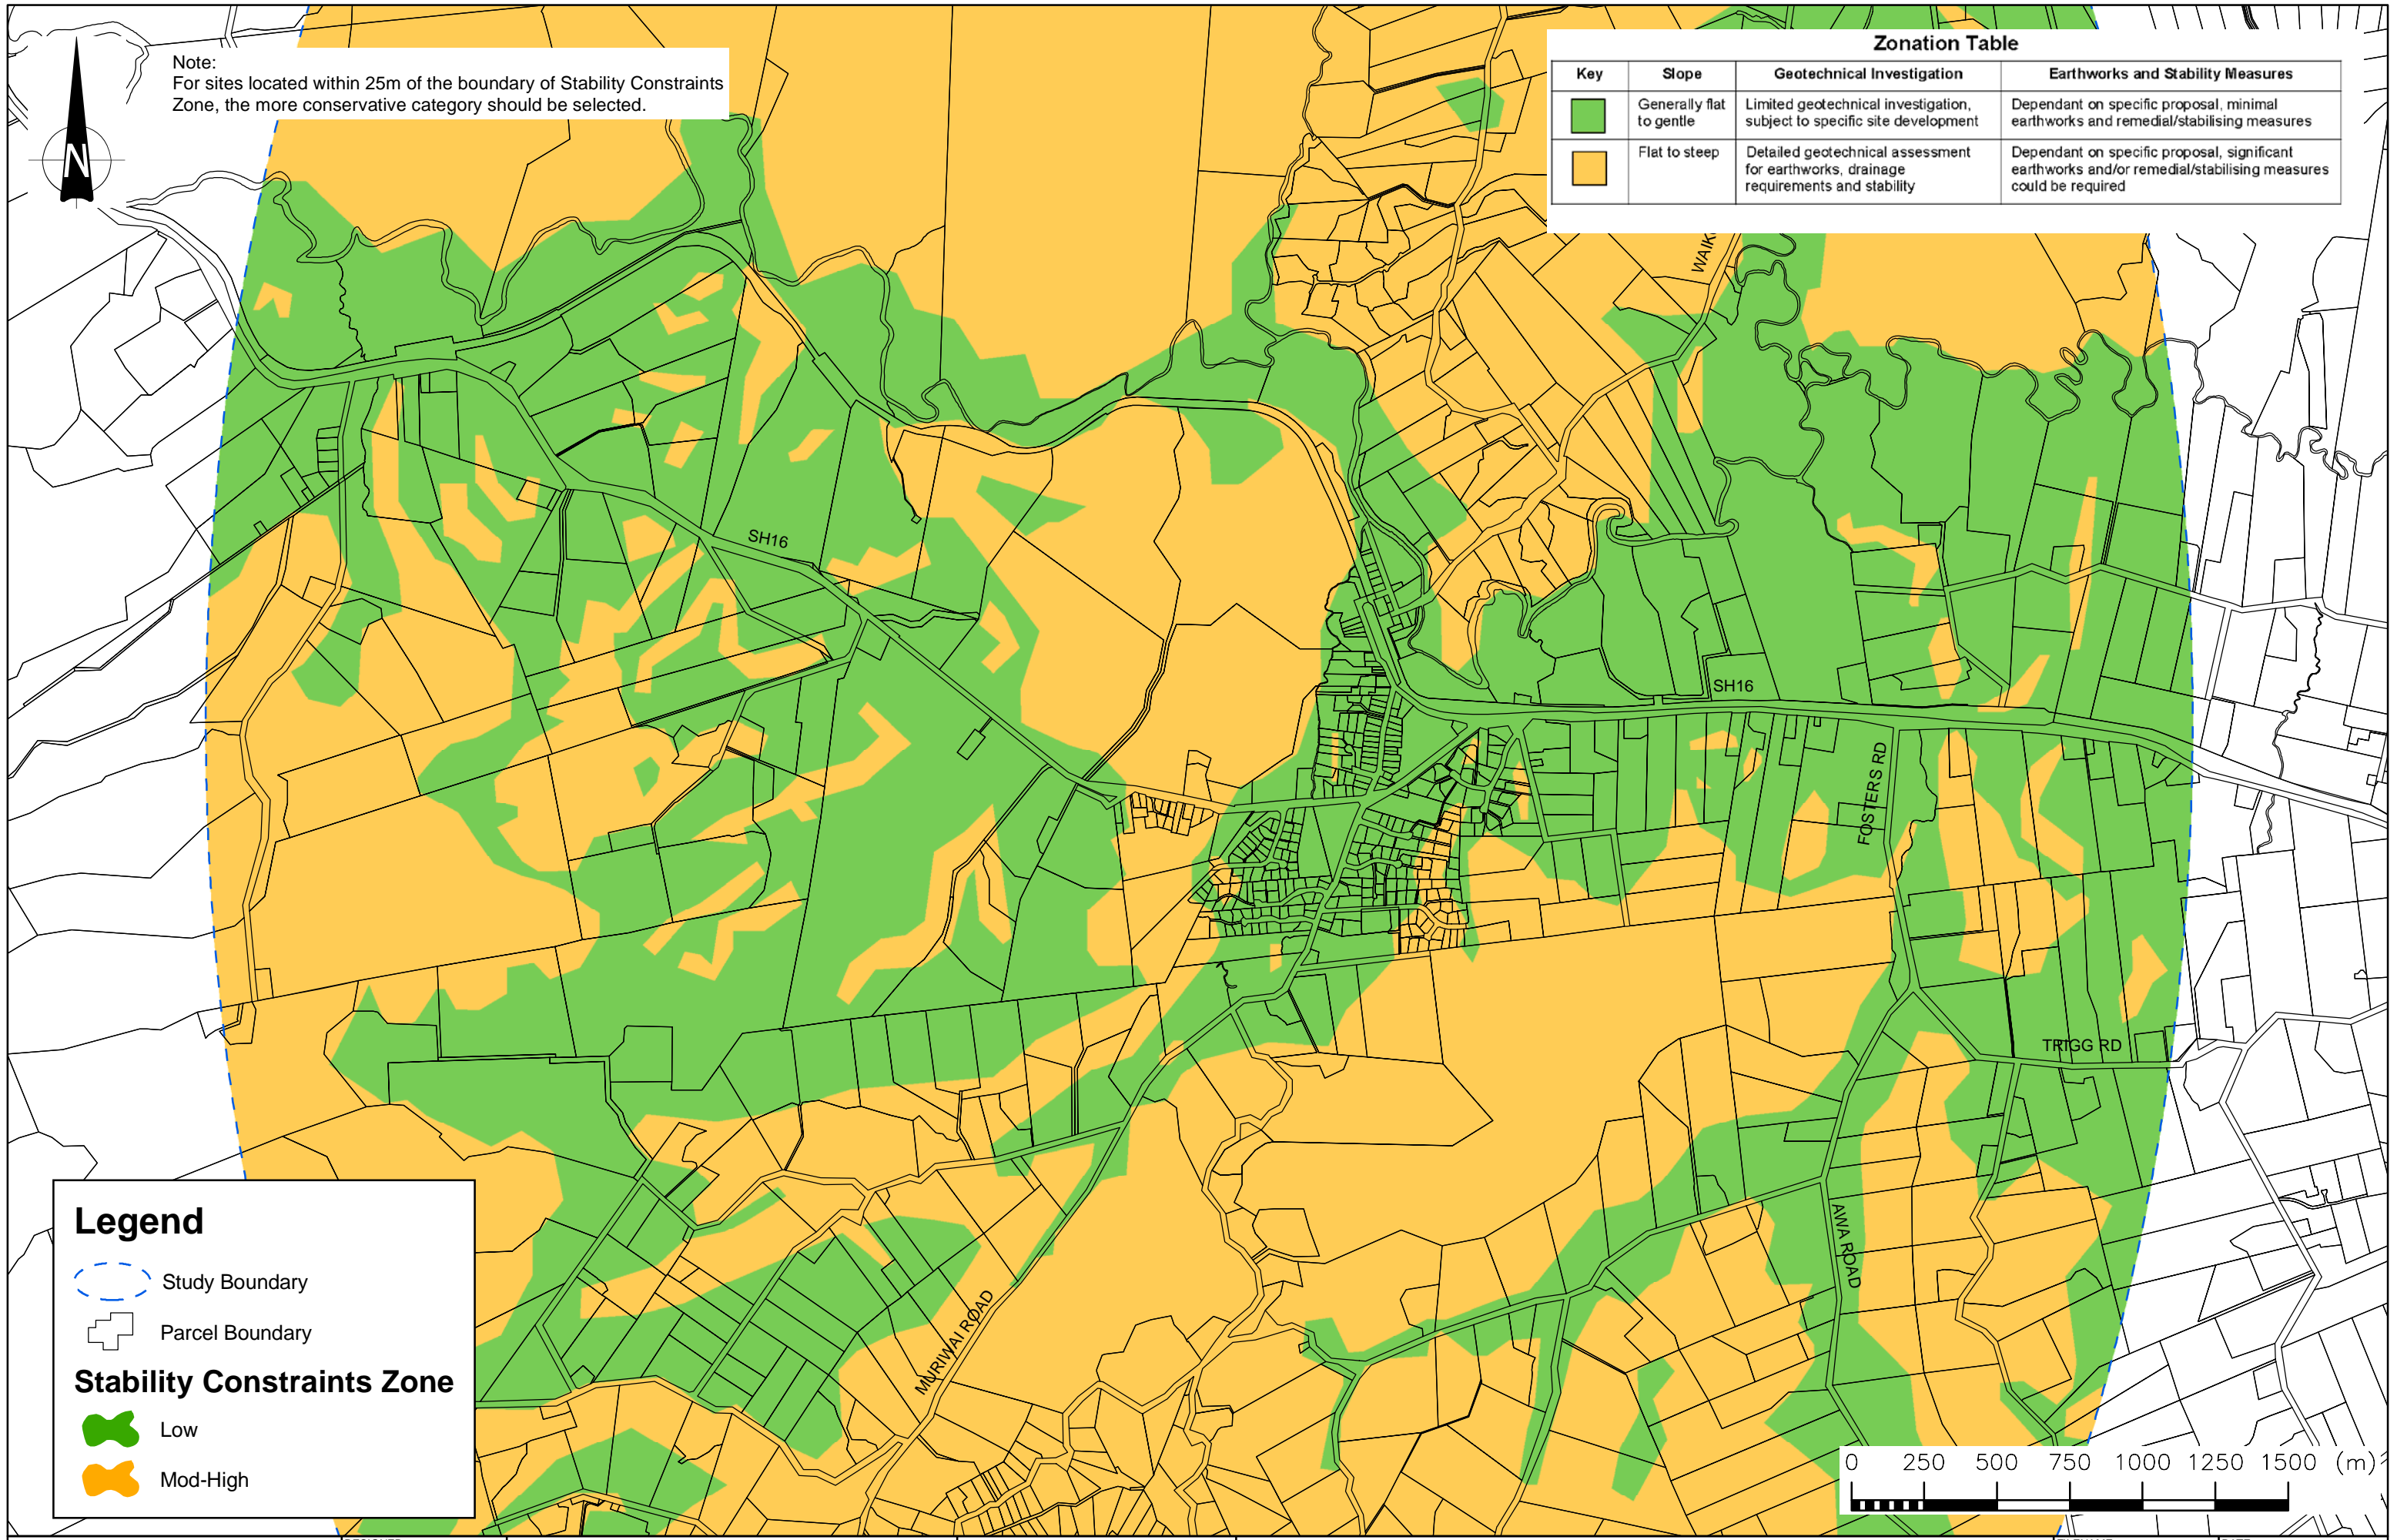 Note:
For sites located within 25m of the boundary of Stability Constraints
Zone, the more conservative category should be selected.
N
Zonation Table
Key Slope Geotechnical Investigation Earthworks and Stability Measures
Generally flat
to gentle
Limited geotechnical investigation,
subject to specific site development
Dependant on specific proposal, minimal
earthworks and remedial/stabilising measures
Flat to steep
Detailed geotechnical assessment
for earthworks, drainage
requirements and stability
Dependant on specific proposal, significant
earthworks and/or remedial/stabilising measures
could be required
SH16
SH16
FOSTERS RD
TRIGG RD
AWA ROAD
MURIWAI ROAD
Legend
Study Boundary
Parcel Boundary
Stability Constraints Zone
Low
Mod-High
0 250 500 750 1000 1250 1500 (m)